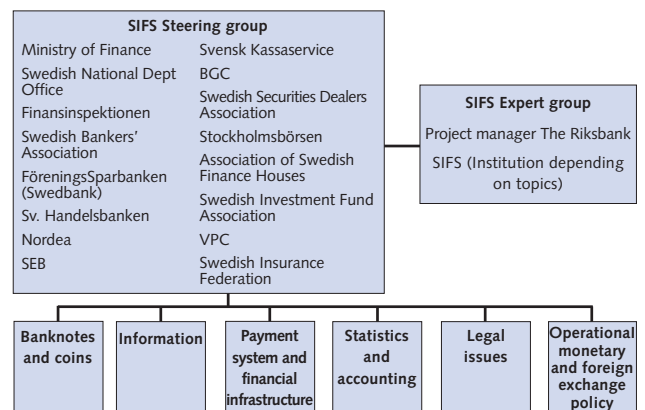 SIFS Steering group
Ministry of Finance
Swedish National Dept
Office
Finansinspektionen
Swedish Bankers'
Association
FöreningsSparbanken
(Swedbank)
Sv. Handelsbanken
Nordea
SEB
Svensk Kassaservice
BGC
Swedish Securities Dealers
Association
Stockholmsbörsen
Association of Swedish
Finance Houses
Swedish Investment Fund
Association
VPC
Swedish Insurance
Federation
SIFS Expert group
Project manager The Riksbank
SIFS (Institution depending
on topics)
Banknotes
and coins
Information
Payment
system and
financial
infrastructure
Statistics
and
accounting
Legal
issues
Operational
monetary
and foreign
exchange
policy